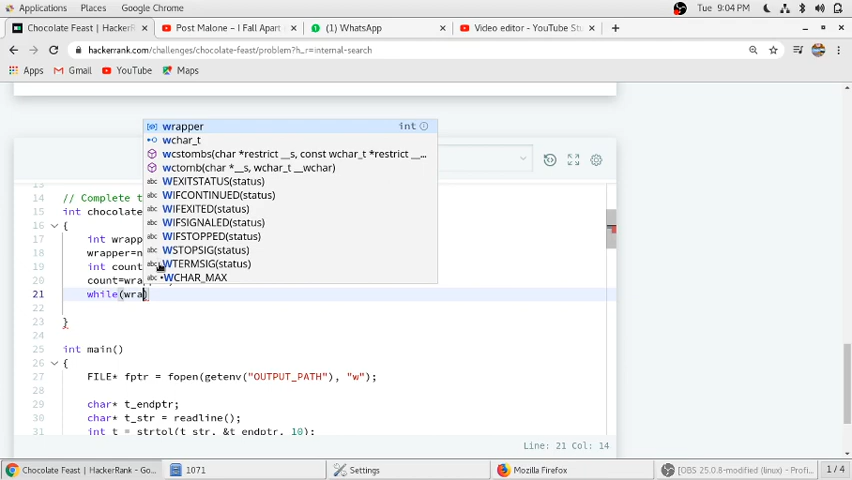 Applications Places Google Chrome Tue 9:04 PM
Chocolate Feast | HackerR Post Malone – I Fall Apart (1) WhatsApp Video editor - YouTube Stu
hackerrank.com/challenges/chocolate-feast/problem?h_r=internal-search
Apps Gmail YouTube Maps
wrapper int
wchar_t
wcstombs(char *restrict __s, const wchar_t *restrict __...
wctomb(char *__s, wchar_t __wchar)
WEXITSTATUS(status)
WIFCONTINUED(status)
WIFEXITED(status)
WIFSIGNALED(status)
WIFSTOPPED(status)
WSTOPSIG(status)
WTERMSIG(status)
WCHAR_MAX
13
14 // Complete t
15 int chocolate
16 {
17 int wrapp
18 wrapper=n
19 int count
20 count=wrapp
21 while(wra)
22
23 }
24
25 int main()
26 {
27 FILE* fptr = fopen(getenv("OUTPUT_PATH"), "w");
28
29 char* t_endptr;
30 char* t_str = readline();
31 int t = strtol(t_str, &t_endptr, 10);
Line: 21 Col: 14
Chocolate Feast | HackerRank - Go... 1071 Settings Mozilla Firefox [OBS 25.0.8-modified (linux) - Profi... 1 / 4